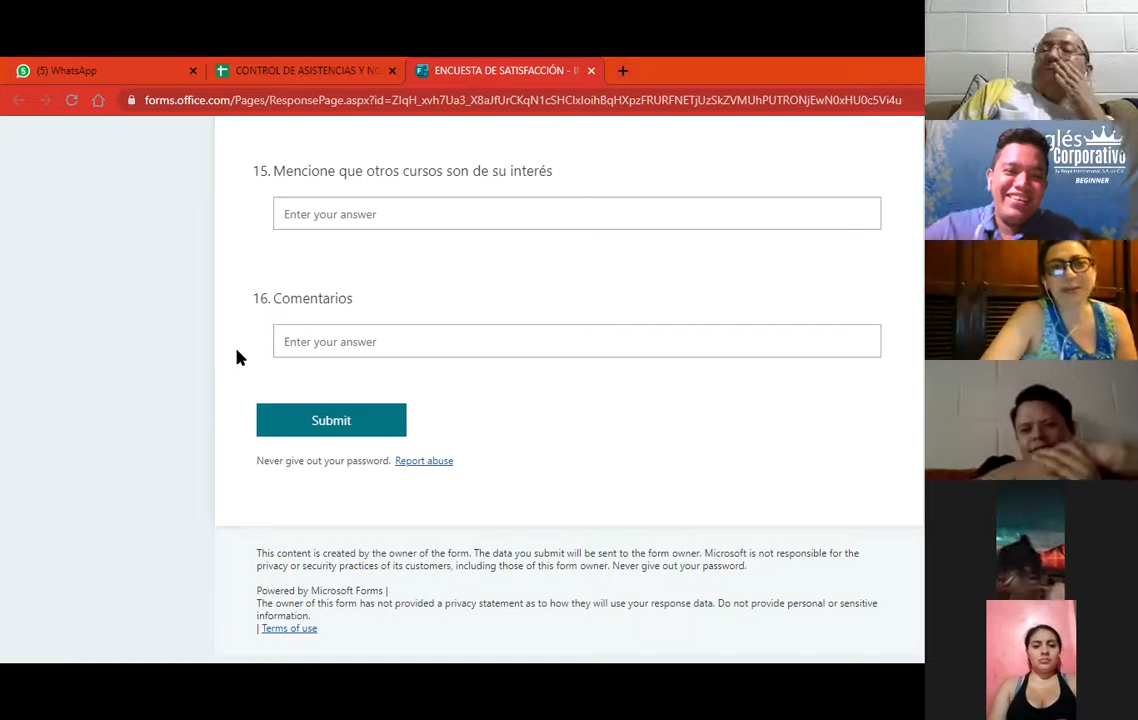 (5) WhatsApp
CONTROL DE ASISTENCIAS Y NO
ENCUESTA DE SATISFACCIÓN - I
forms.office.com/Pages/ResponsePage.aspx?id=ZIqH_xvh7Ua3_X8aJfUrCKqN1cSHClxIoihBqHXpzFRURFNETjUzSkZVMUhPUTRONjEwN0xHU0c5Vi4u
15. Mencione que otros cursos son de su interés
Enter your answer
16. Comentarios
Enter your answer
Submit
Never give out your password. Report abuse
This content is created by the owner of the form. The data you submit will be sent to the form owner. Microsoft is not responsible for the
privacy or security practices of its customers, including those of this form owner. Never give out your password.
Powered by Microsoft Forms |
The owner of this form has not provided a privacy statement as to how they will use your response data. Do not provide personal or sensitive
information.
| Terms of use
glés
Corporativo
BEGINNER